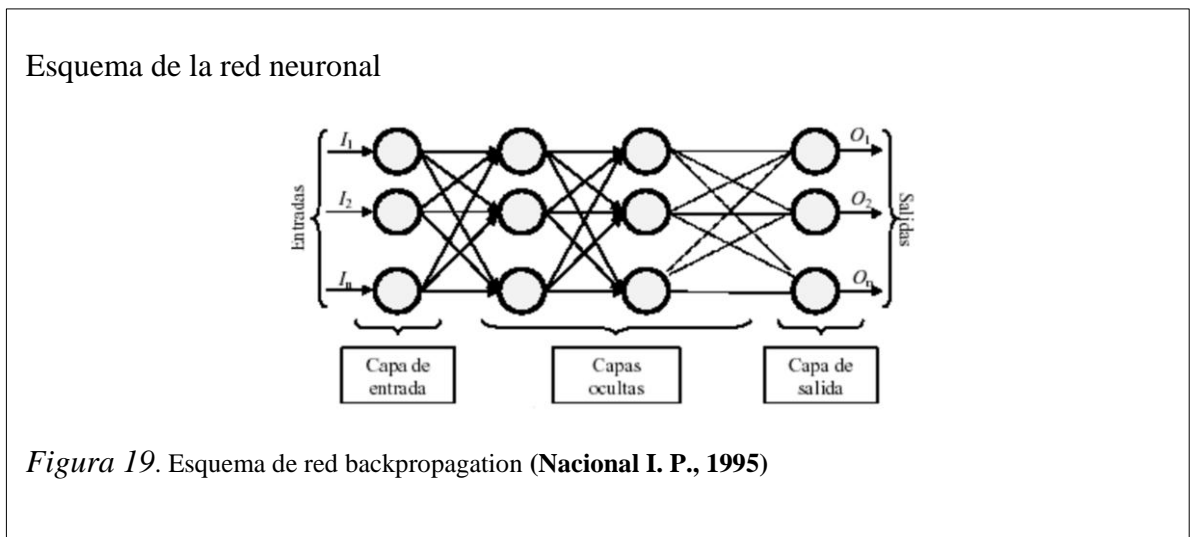 Esquema de la red neuronal
Entradas
I1
I2
In
O1
O2
On
Salidas
Capa de
entrada
Capas
ocultas
Capa de
salida
Figura 19. Esquema de red backpropagation (Nacional I. P., 1995)